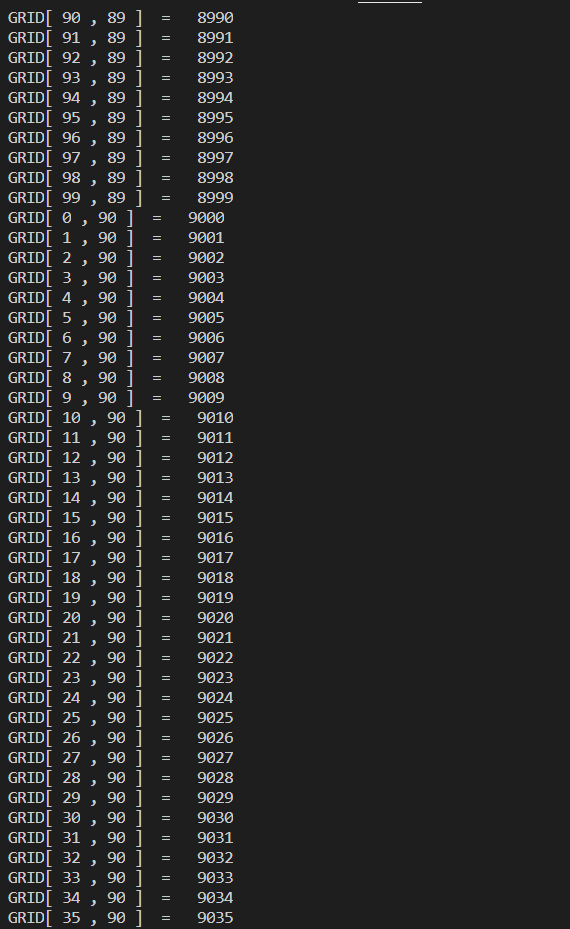 GRID[ 90 , 89 ]  =   8990
GRID[ 91 , 89 ]  =   8991
GRID[ 92 , 89 ]  =   8992
GRID[ 93 , 89 ]  =   8993
GRID[ 94 , 89 ]  =   8994
GRID[ 95 , 89 ]  =   8995
GRID[ 96 , 89 ]  =   8996
GRID[ 97 , 89 ]  =   8997
GRID[ 98 , 89 ]  =   8998
GRID[ 99 , 89 ]  =   8999
GRID[ 0 , 90 ]  =   9000
GRID[ 1 , 90 ]  =   9001
GRID[ 2 , 90 ]  =   9002
GRID[ 3 , 90 ]  =   9003
GRID[ 4 , 90 ]  =   9004
GRID[ 5 , 90 ]  =   9005
GRID[ 6 , 90 ]  =   9006
GRID[ 7 , 90 ]  =   9007
GRID[ 8 , 90 ]  =   9008
GRID[ 9 , 90 ]  =   9009
GRID[ 10 , 90 ]  =   9010
GRID[ 11 , 90 ]  =   9011
GRID[ 12 , 90 ]  =   9012
GRID[ 13 , 90 ]  =   9013
GRID[ 14 , 90 ]  =   9014
GRID[ 15 , 90 ]  =   9015
GRID[ 16 , 90 ]  =   9016
GRID[ 17 , 90 ]  =   9017
GRID[ 18 , 90 ]  =   9018
GRID[ 19 , 90 ]  =   9019
GRID[ 20 , 90 ]  =   9020
GRID[ 21 , 90 ]  =   9021
GRID[ 22 , 90 ]  =   9022
GRID[ 23 , 90 ]  =   9023
GRID[ 24 , 90 ]  =   9024
GRID[ 25 , 90 ]  =   9025
GRID[ 26 , 90 ]  =   9026
GRID[ 27 , 90 ]  =   9027
GRID[ 28 , 90 ]  =   9028
GRID[ 29 , 90 ]  =   9029
GRID[ 30 , 90 ]  =   9030
GRID[ 31 , 90 ]  =   9031
GRID[ 32 , 90 ]  =   9032
GRID[ 33 , 90 ]  =   9033
GRID[ 34 , 90 ]  =   9034
GRID[ 35 , 90 ]  =   9035